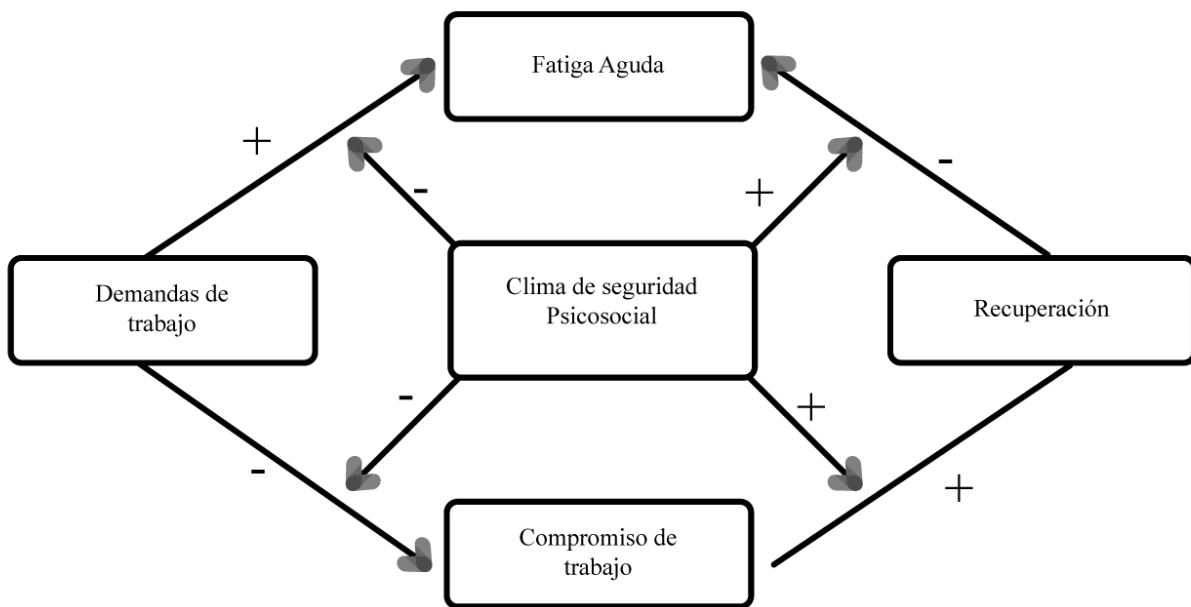 Fatiga Aguda
+
-
+
-
Clima de seguridad
Psicosocial
Demandas de
trabajo
Recuperación
-
+
-
+
Compromiso de
trabajo